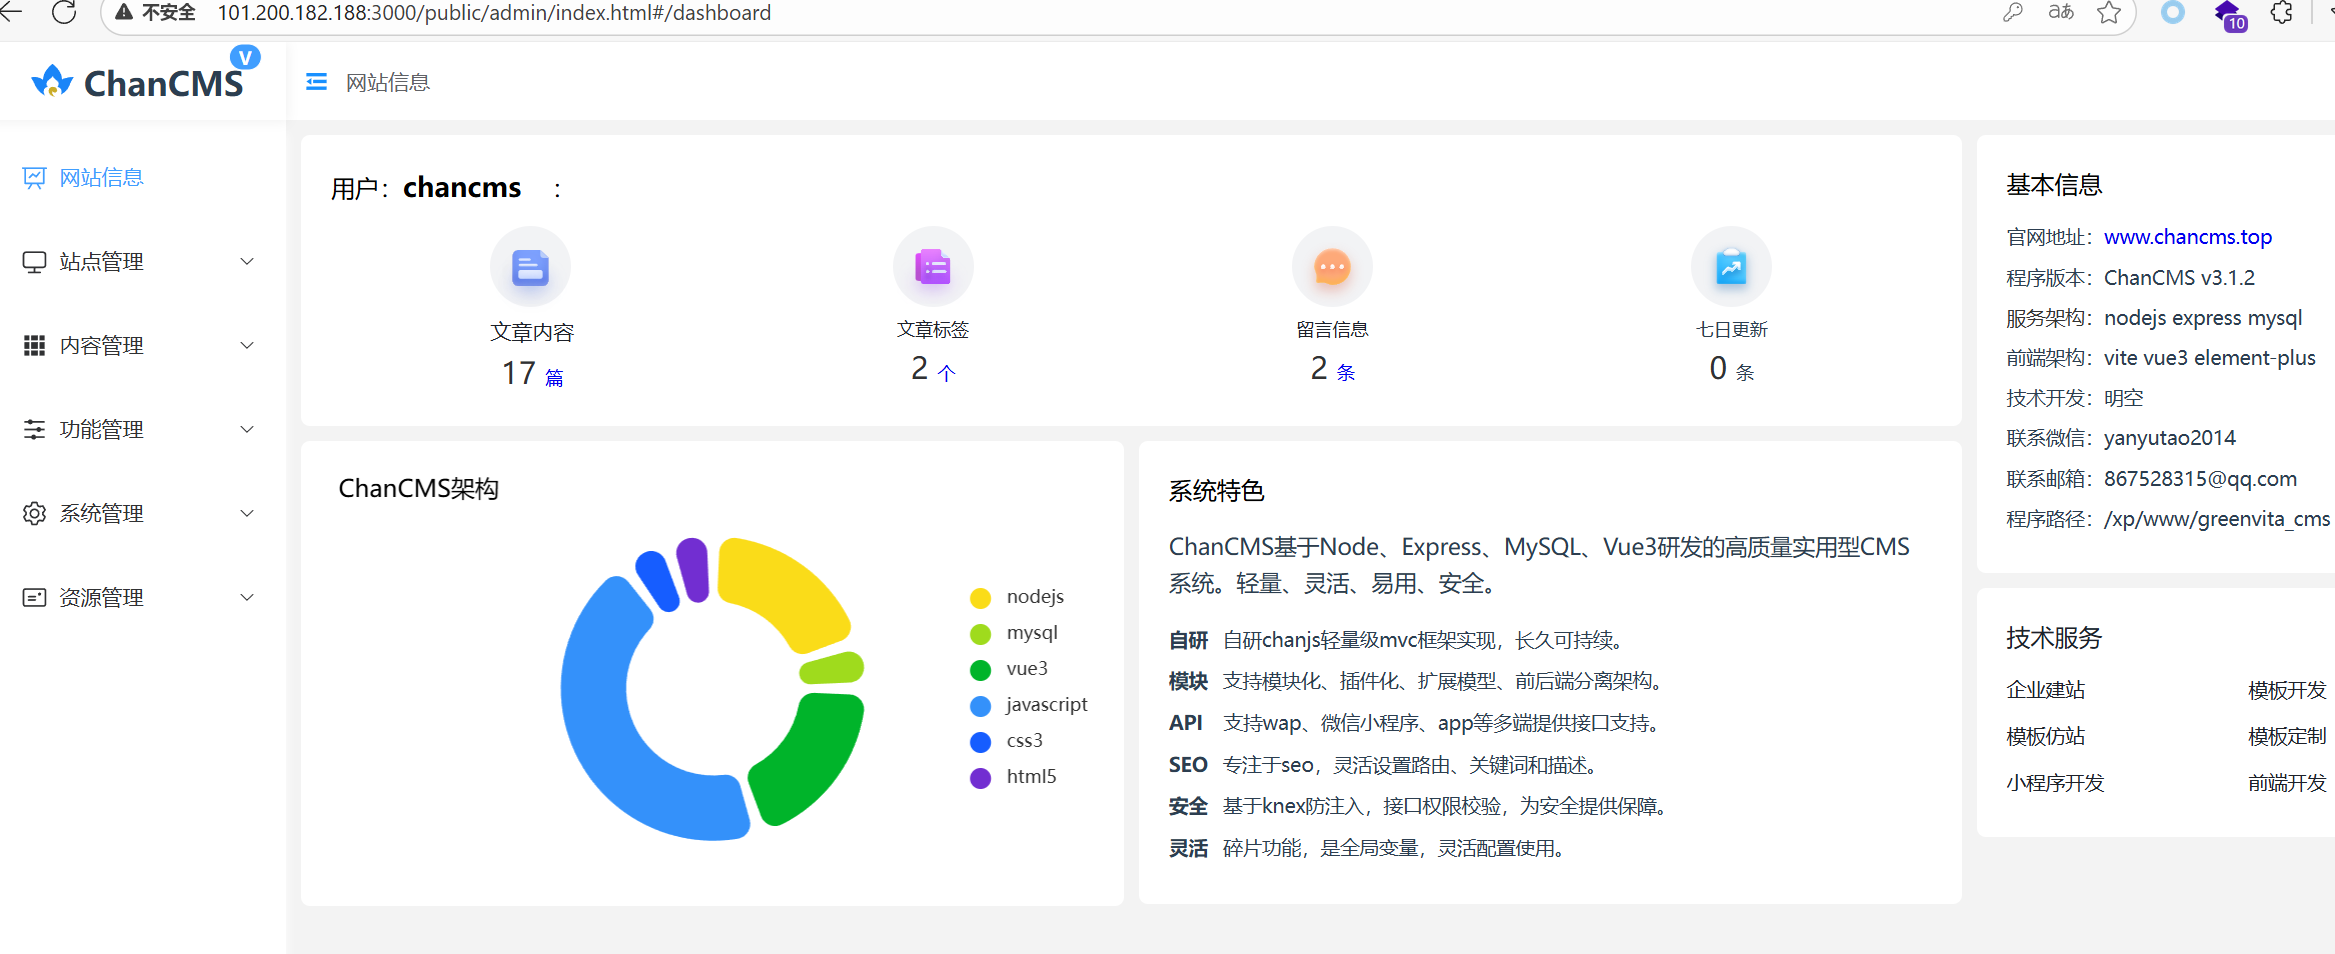 不安全 101.200.182.188:3000/public/admin/index.html#/dashboard
aあ
10
ChanCMS
V
网站信息
网站信息
站点管理
内容管理
功能管理
系统管理
资源管理
用户：chancms ：
文章内容
17 篇
文章标签
2 个
留言信息
2 条
七日更新
0 条
ChanCMS架构
nodejs
mysql
vue3
javascript
css3
html5
系统特色
ChanCMS基于Node、Express、MySQL、Vue3研发的高质量实用型CMS
系统。轻量、灵活、易用、安全。
自研 自研chanjs轻量级mvc框架实现，长久可持续。
模块 支持模块化、插件化、扩展模型、前后端分离架构。
API 支持wap、微信小程序、app等多端提供接口支持。
SEO 专注于seo，灵活设置路由、关键词和描述。
安全 基于knex防注入，接口权限校验，为安全提供保障。
灵活 碎片功能，是全局变量，灵活配置使用。
基本信息
官网地址：www.chancms.top
程序版本：ChanCMS v3.1.2
服务架构：nodejs express mysql
前端架构：vite vue3 element-plus
技术开发：明空
联系微信：yanyutao2014
联系邮箱：867528315@qq.com
程序路径：/xp/www/greenvita_cms
技术服务
企业建站 模板开发
模板仿站 模板定制
小程序开发 前端开发